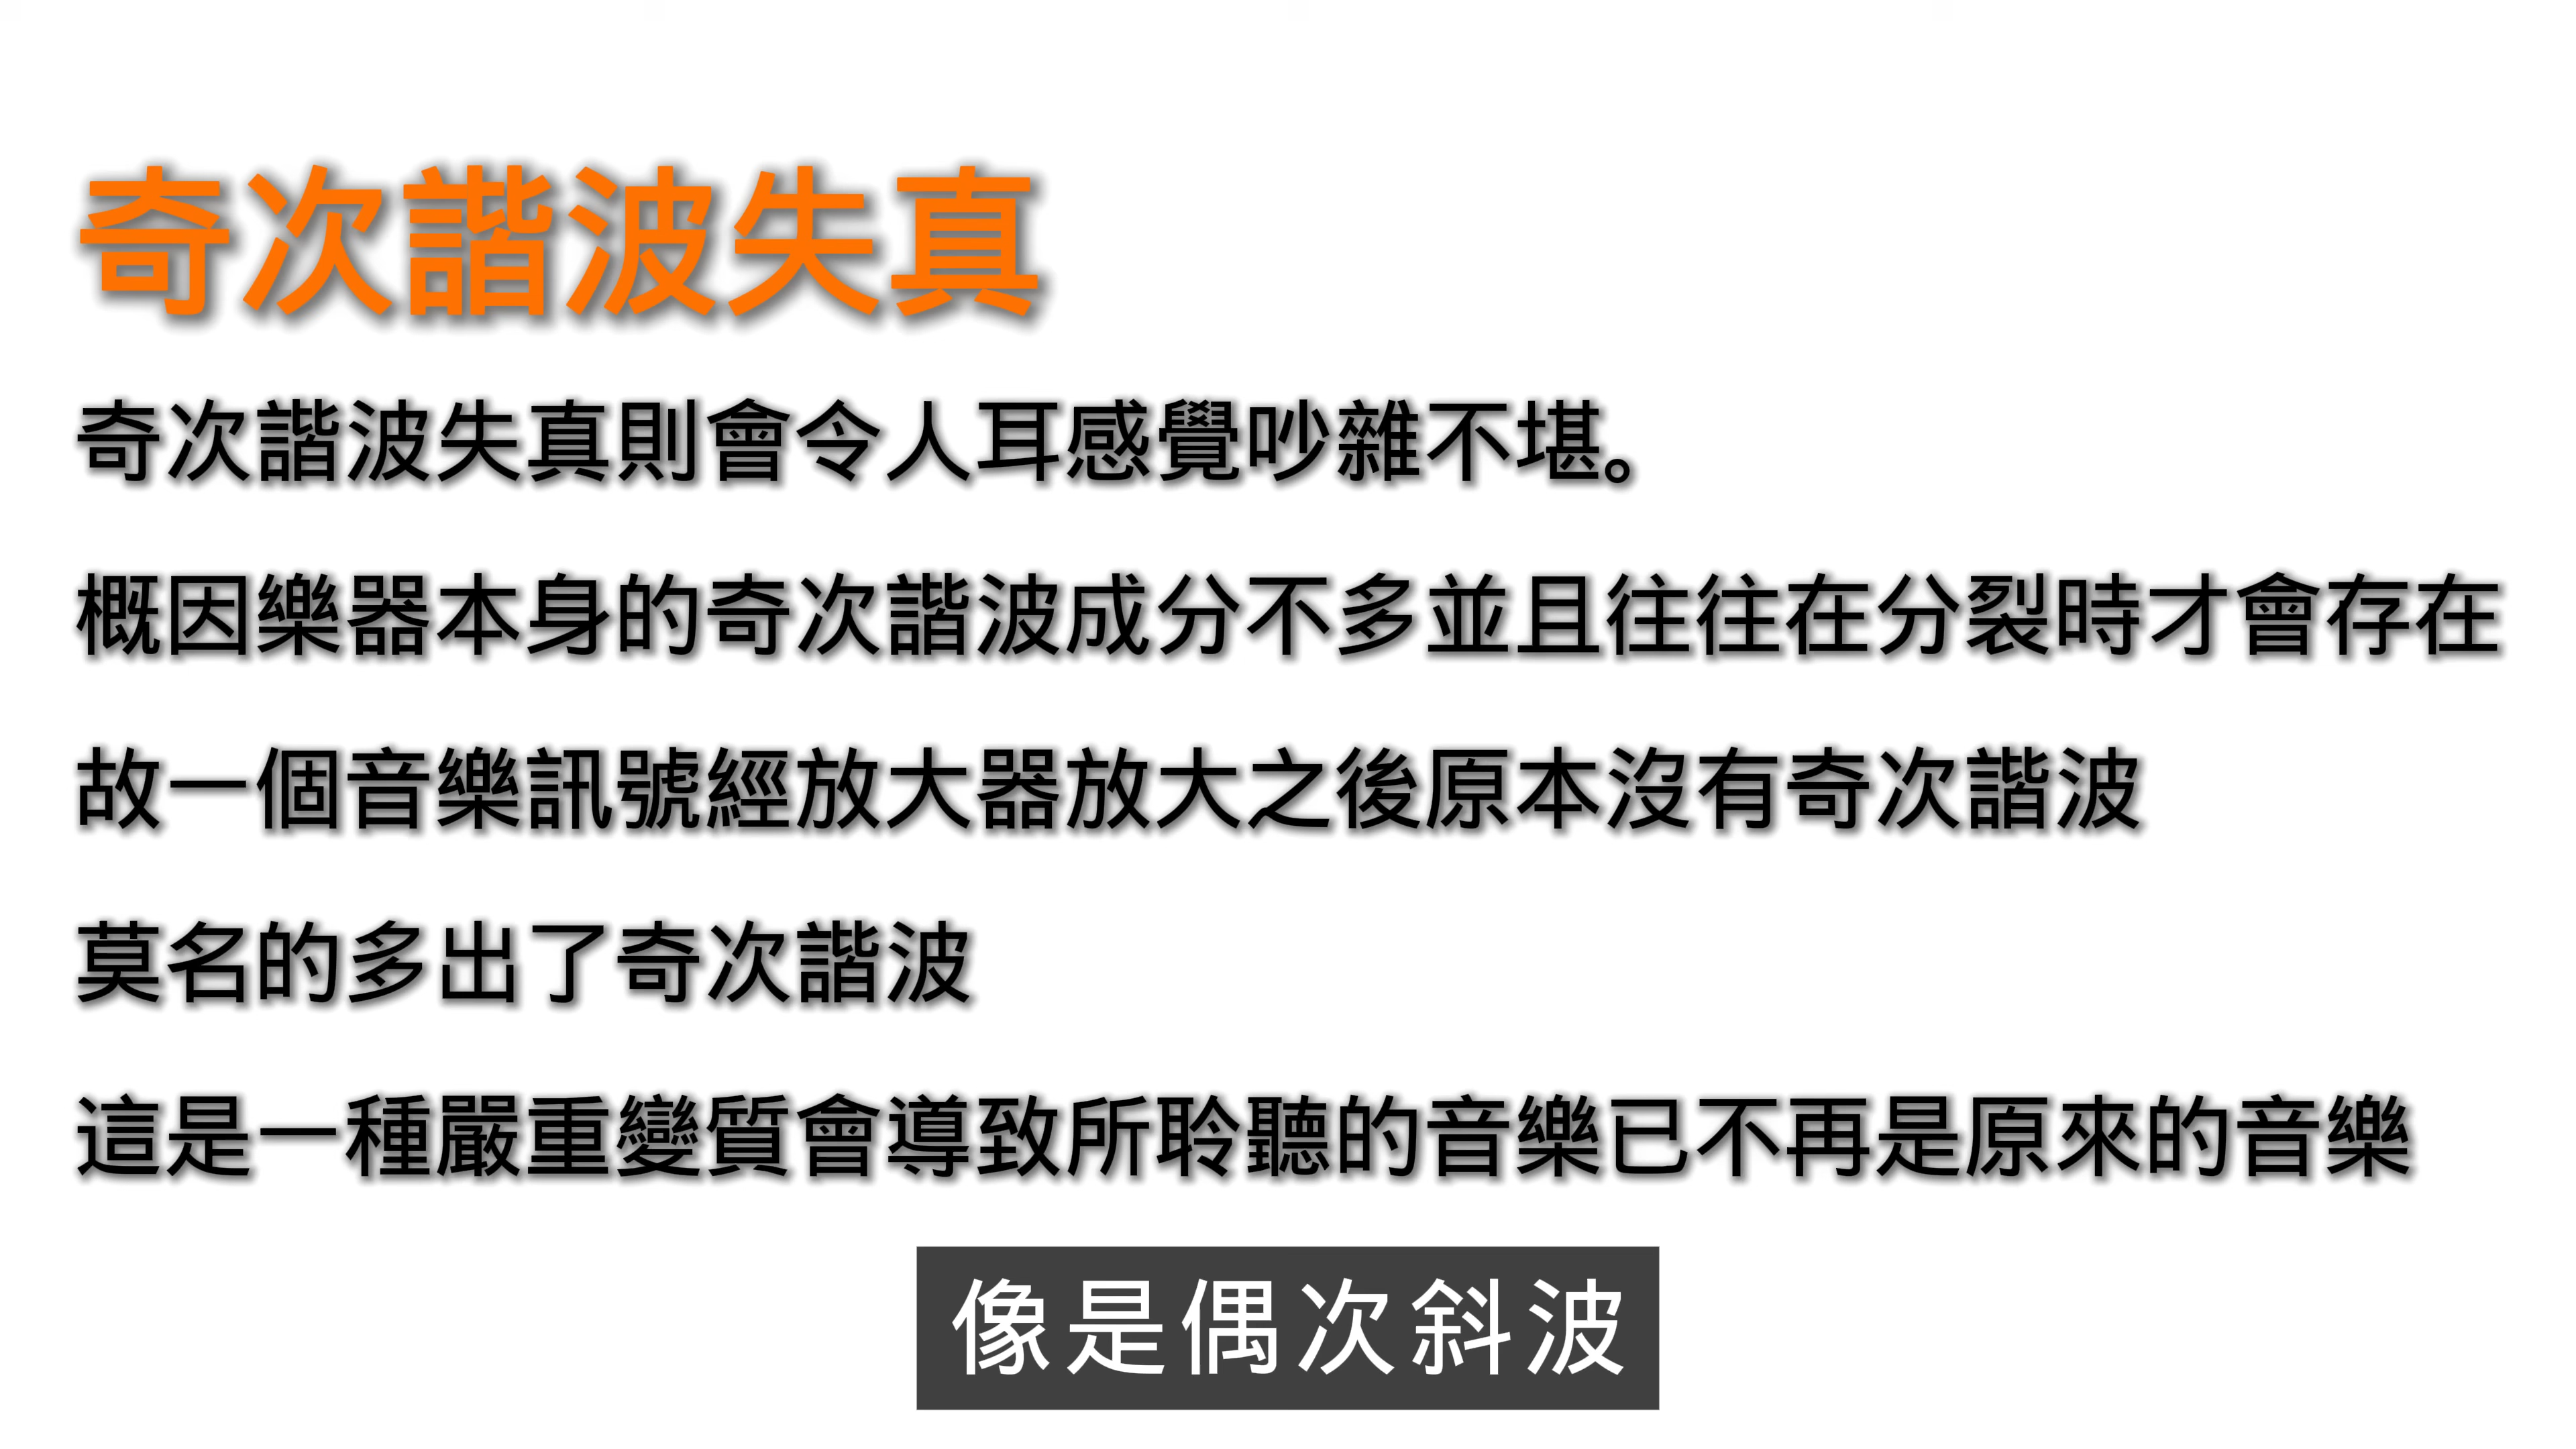 奇次諧波失真
奇次諧波失真則會令人耳感覺吵雜不堪。
概因樂器本身的奇次諧波成分不多並且往往在分裂時才會存在
故一個音樂訊號經放大器放大之後原本沒有奇次諧波
莫名的多出了奇次諧波
這是一種嚴重變質會導致所聆聽的音樂已不再是原來的音樂
像是偶次斜波